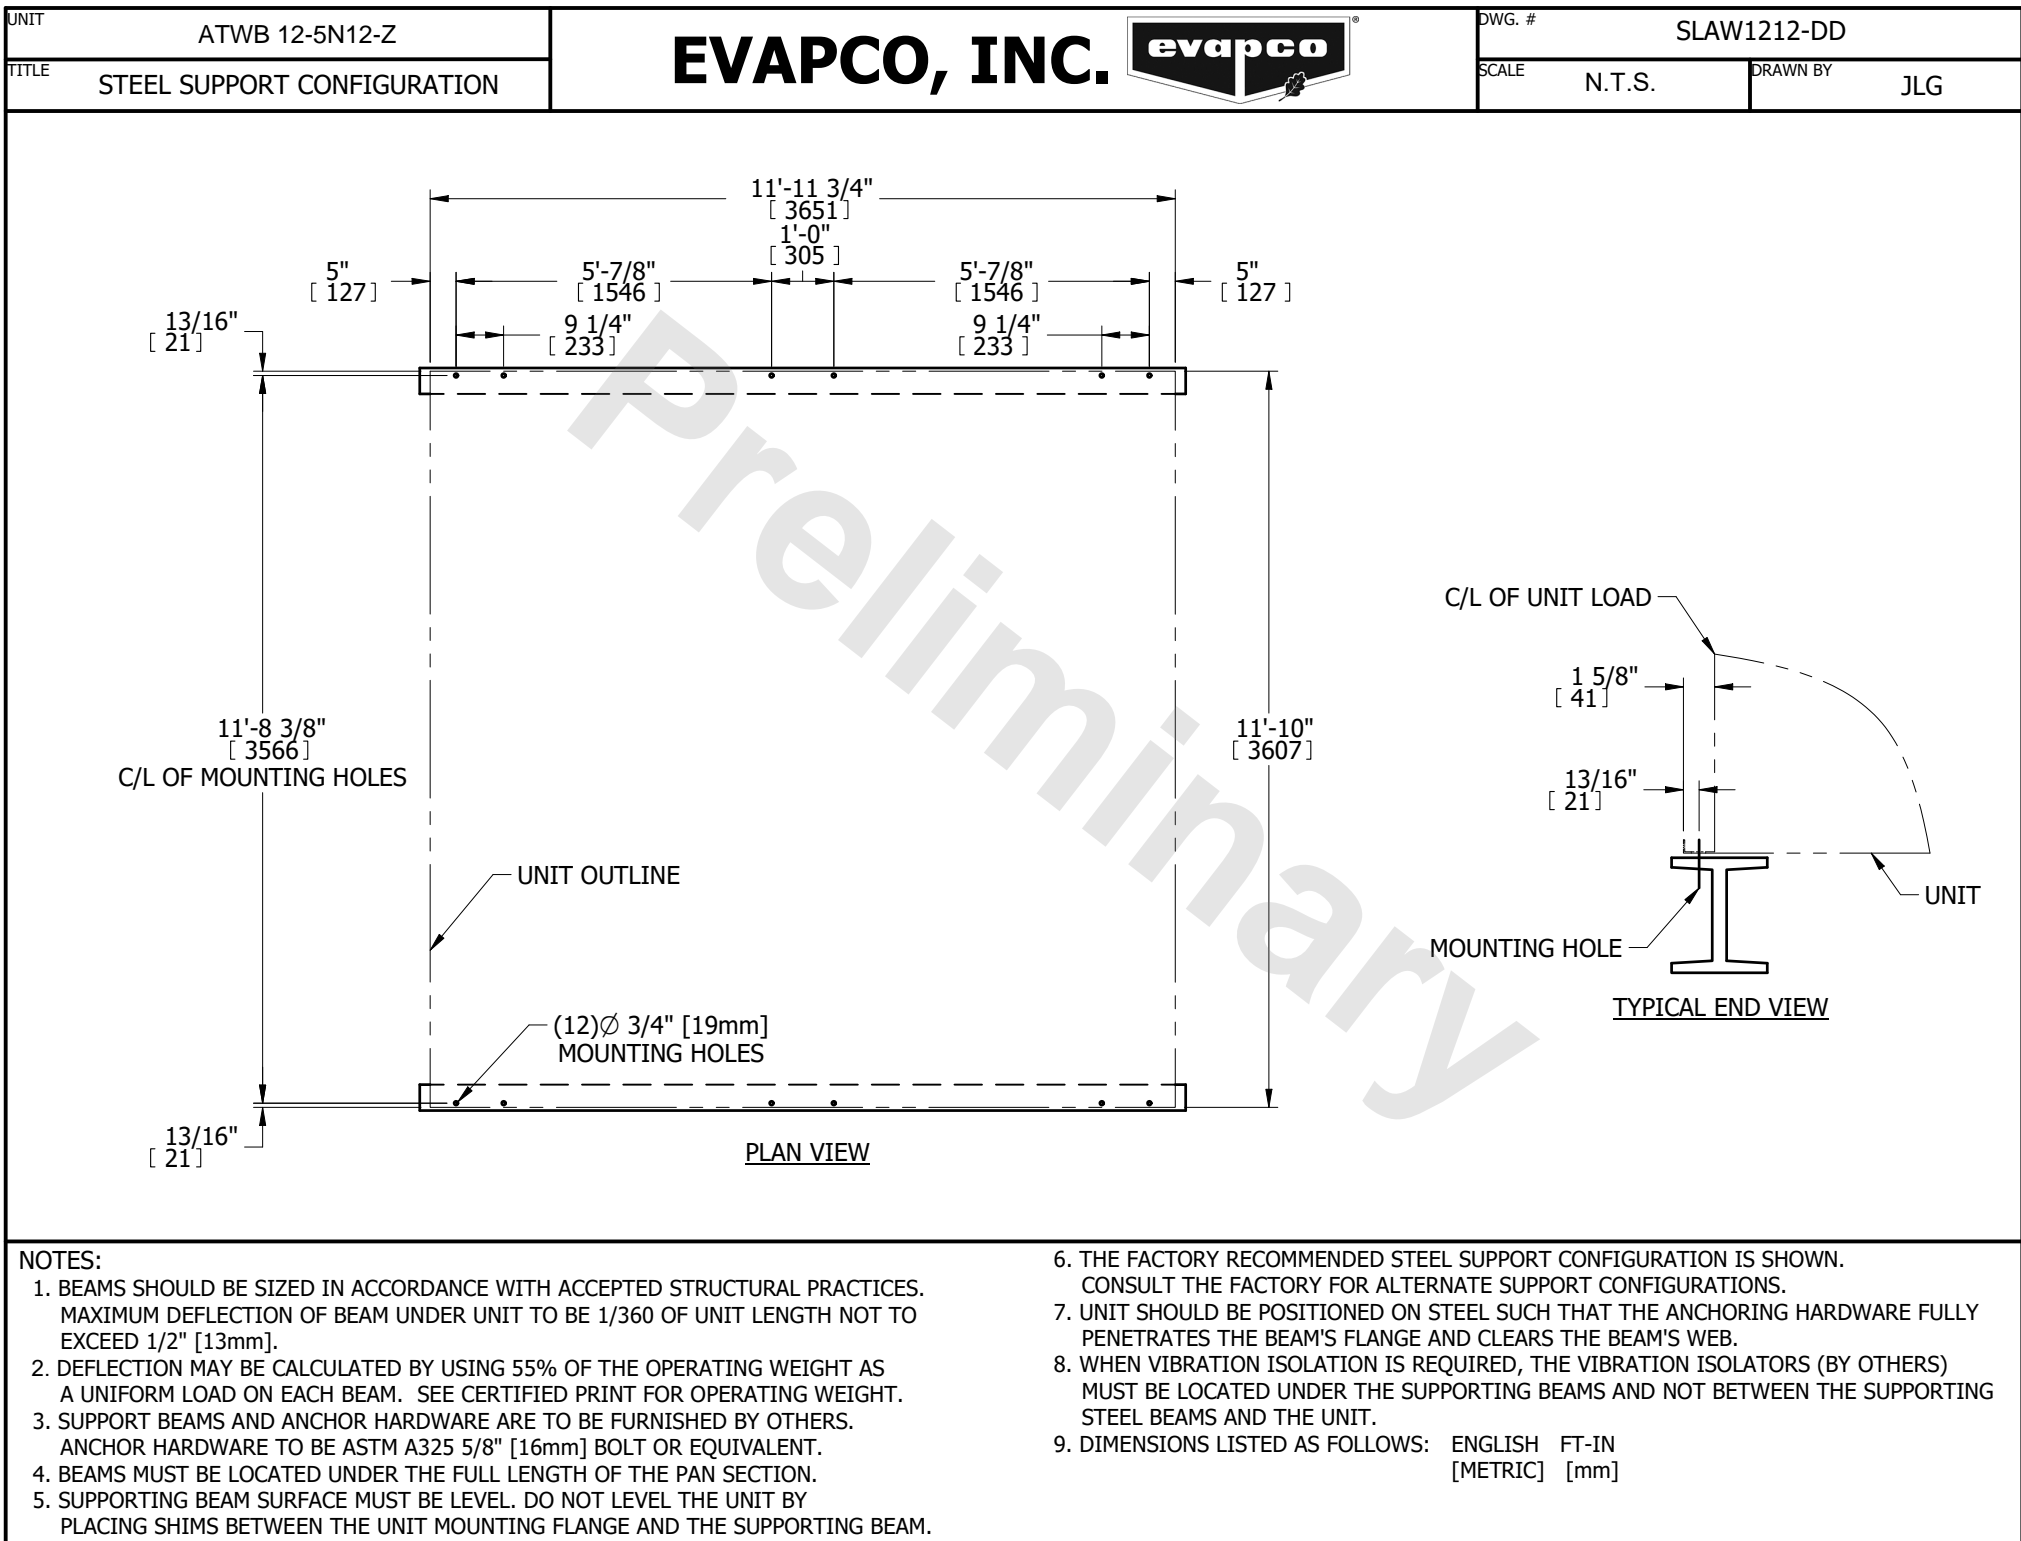 UNIT
ATWB 12-5N12-Z
TITLE
STEEL SUPPORT CONFIGURATION
EVAPCO, INC.
evapco
®
DWG. #
SLAW1212-DD
SCALE
N.T.S.
DRAWN BY
JLG
11'-11 3/4"
[ 3651]
1'-0"
[ 305 ]
5"
[ 127]
5'-7/8"
[ 1546 ]
5'-7/8"
[ 1546 ]
5"
[ 127 ]
13/16"
[ 21]
9 1/4"
[ 233]
9 1/4"
[ 233 ]
Preliminary
11'-8 3/8"
[ 3566]
C/L OF MOUNTING HOLES
11'-10"
[ 3607]
UNIT OUTLINE
(12)∅ 3/4" [19mm]
MOUNTING HOLES
13/16"
[ 21]
PLAN VIEW
C/L OF UNIT LOAD
1 5/8"
[ 41]
13/16"
[ 21]
UNIT
MOUNTING HOLE
TYPICAL END VIEW
NOTES:
1. BEAMS SHOULD BE SIZED IN ACCORDANCE WITH ACCEPTED STRUCTURAL PRACTICES.
MAXIMUM DEFLECTION OF BEAM UNDER UNIT TO BE 1/360 OF UNIT LENGTH NOT TO
EXCEED 1/2" [13mm].
2. DEFLECTION MAY BE CALCULATED BY USING 55% OF THE OPERATING WEIGHT AS
A UNIFORM LOAD ON EACH BEAM. SEE CERTIFIED PRINT FOR OPERATING WEIGHT.
3. SUPPORT BEAMS AND ANCHOR HARDWARE ARE TO BE FURNISHED BY OTHERS.
ANCHOR HARDWARE TO BE ASTM A325 5/8" [16mm] BOLT OR EQUIVALENT.
4. BEAMS MUST BE LOCATED UNDER THE FULL LENGTH OF THE PAN SECTION.
5. SUPPORTING BEAM SURFACE MUST BE LEVEL. DO NOT LEVEL THE UNIT BY
PLACING SHIMS BETWEEN THE UNIT MOUNTING FLANGE AND THE SUPPORTING BEAM.
6. THE FACTORY RECOMMENDED STEEL SUPPORT CONFIGURATION IS SHOWN.
CONSULT THE FACTORY FOR ALTERNATE SUPPORT CONFIGURATIONS.
7. UNIT SHOULD BE POSITIONED ON STEEL SUCH THAT THE ANCHORING HARDWARE FULLY
PENETRATES THE BEAM'S FLANGE AND CLEARS THE BEAM'S WEB.
8. WHEN VIBRATION ISOLATION IS REQUIRED, THE VIBRATION ISOLATORS (BY OTHERS)
MUST BE LOCATED UNDER THE SUPPORTING BEAMS AND NOT BETWEEN THE SUPPORTING
STEEL BEAMS AND THE UNIT.
9. DIMENSIONS LISTED AS FOLLOWS: ENGLISH FT-IN
[METRIC] [mm]